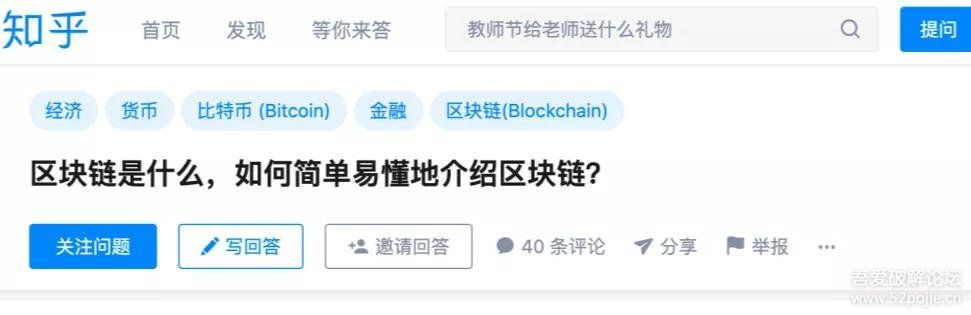 知乎 首页 发现 等你来答 教师节给老师送什么礼物 提问
经济 货币 比特币 (Bitcoin) 金融 区块链(Blockchain)
区块链是什么，如何简单易懂地介绍区块链？
关注问题 写回答 邀请回答 40 条评论 分享 举报 ...
吾爱破解论坛
www.52pojie.cn